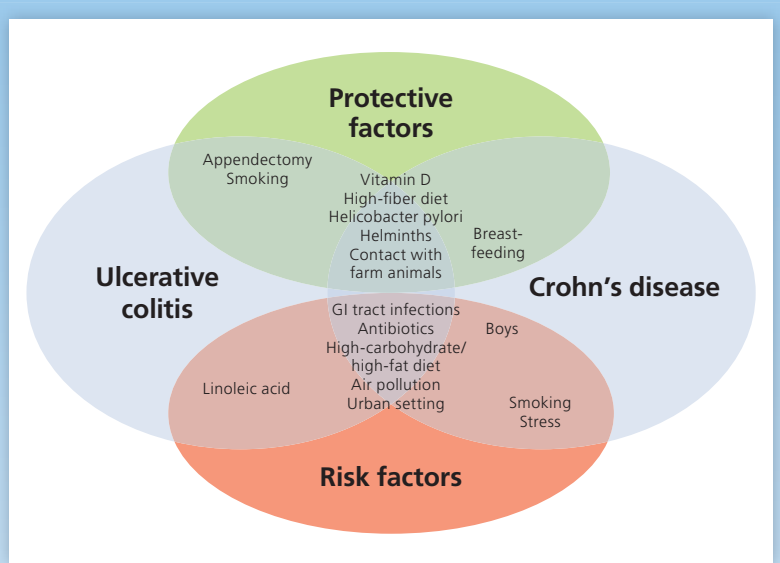 Protective
factors
Appendectomy
Smoking
Vitamin D
High-fiber diet
Helicobacter pylori
Helminths
Contact with
farm animals
Breast-
feeding
Ulcerative
colitis
Crohn’s disease
GI tract infections
Antibiotics
High-carbohydrate/
high-fat diet
Air pollution
Urban setting
Boys
Linoleic acid
Smoking
Stress
Risk factors